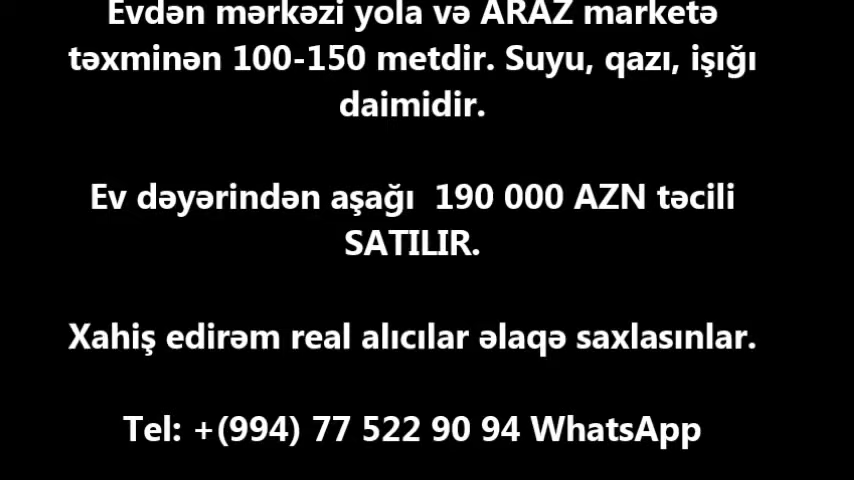 Evdən mərkəzi yola və ARAZ marketə
təxminən 100-150 metdir. Suyu, qazı, işığı
daimidir.
Ev dəyərindən aşağı 190 000 AZN təcili
SATILIR.
Xahiş edirəm real alıcılar əlaqə saxlasınlar.
Tel: +(994) 77 522 90 94 WhatsApp